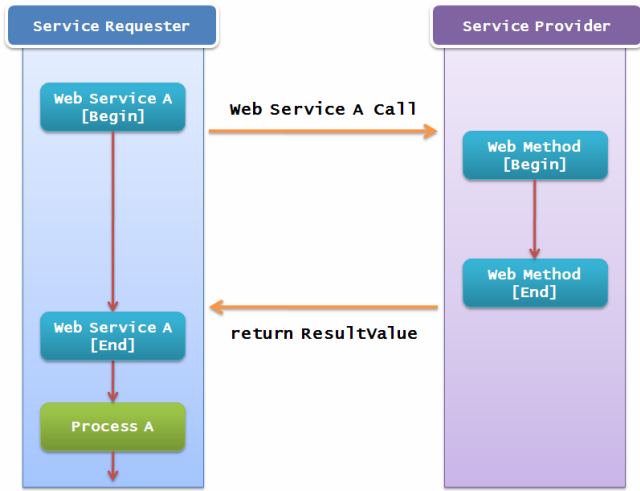 Service Requester
Service Provider
Web Service A
[Begin]
Web Service A Call
Web Method
[Begin]
Web Method
[End]
Web Service A
[End]
return ResultValue
Process A